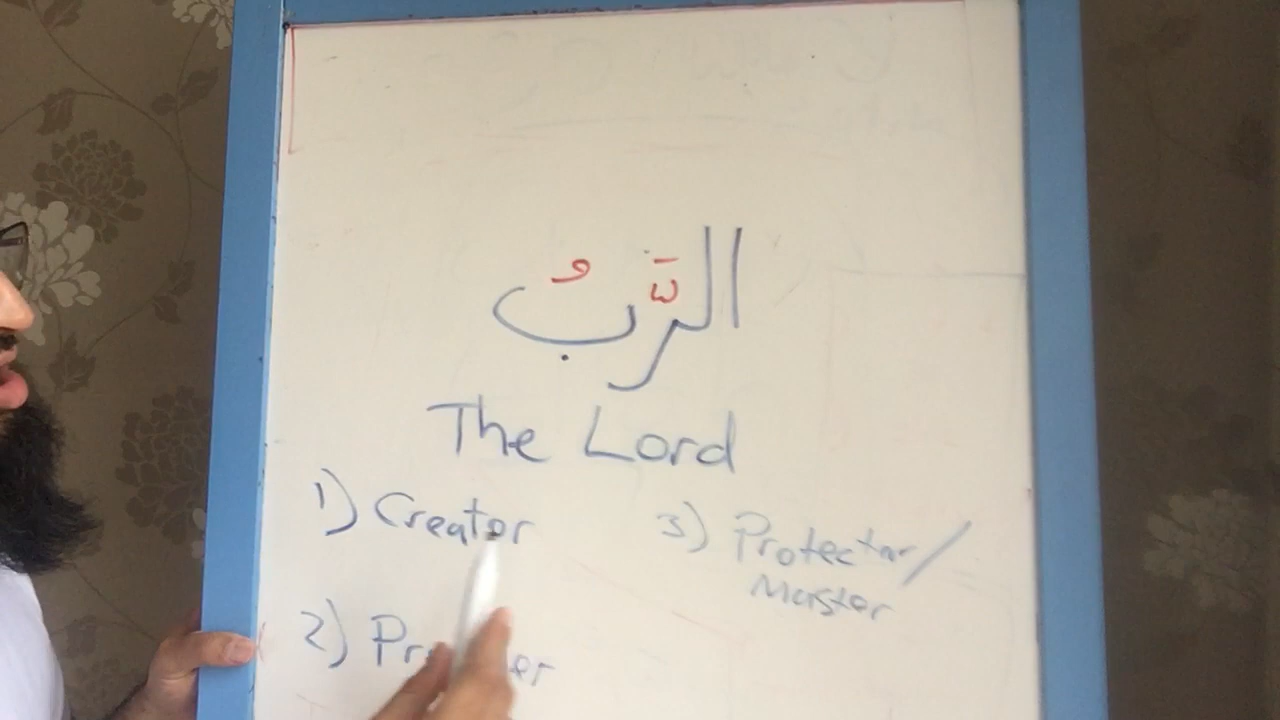 الرَّبُ
The Lord
1) Creator
2)
3) Protector/
Master